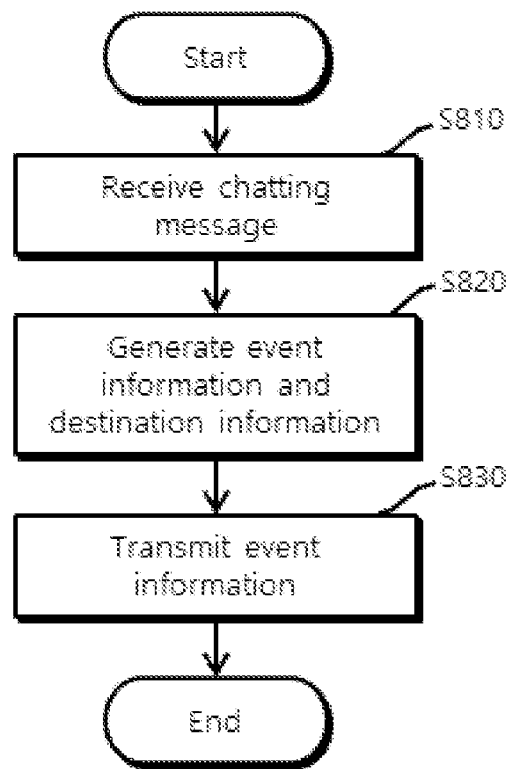 Start
S810
Receive chatting
message
S820
Generate event
information and
destination information
S830
Transmit event
information
End